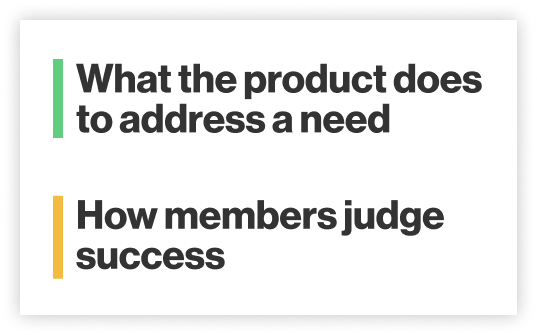 What the product does
to address a need
How members judge
success